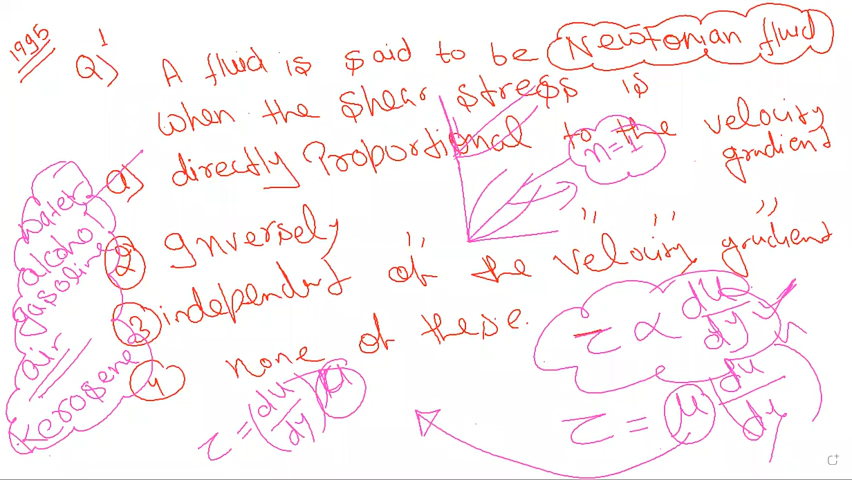 1995
Q) 1 A fluid is said to be Newtonian fluid
when the shear stress is
a) directly proportional to the velocity gradient
n=1
2 Inversely " " " "
3 independent of the velocity gradient
4 none of these.
water
alcoho
gasoline
air
kerosene
τ ∝ du/dy
τ = μ du/dy
τ = (du/dy)